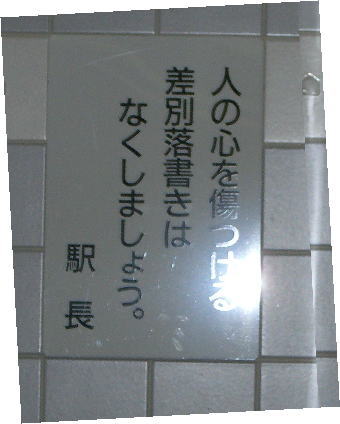 人の心を傷つける
差別落書きは
なくしましょう。
駅長